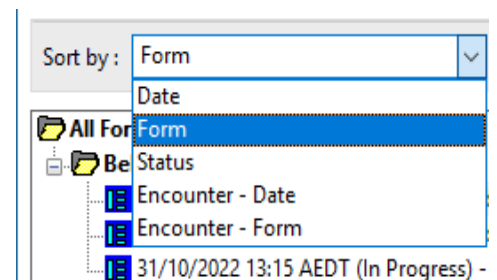 Sort by : Form
Date
All For Form
Be Status
Encounter - Date
Encounter - Form
31/10/2022 13:15 AEDT (In Progress) -